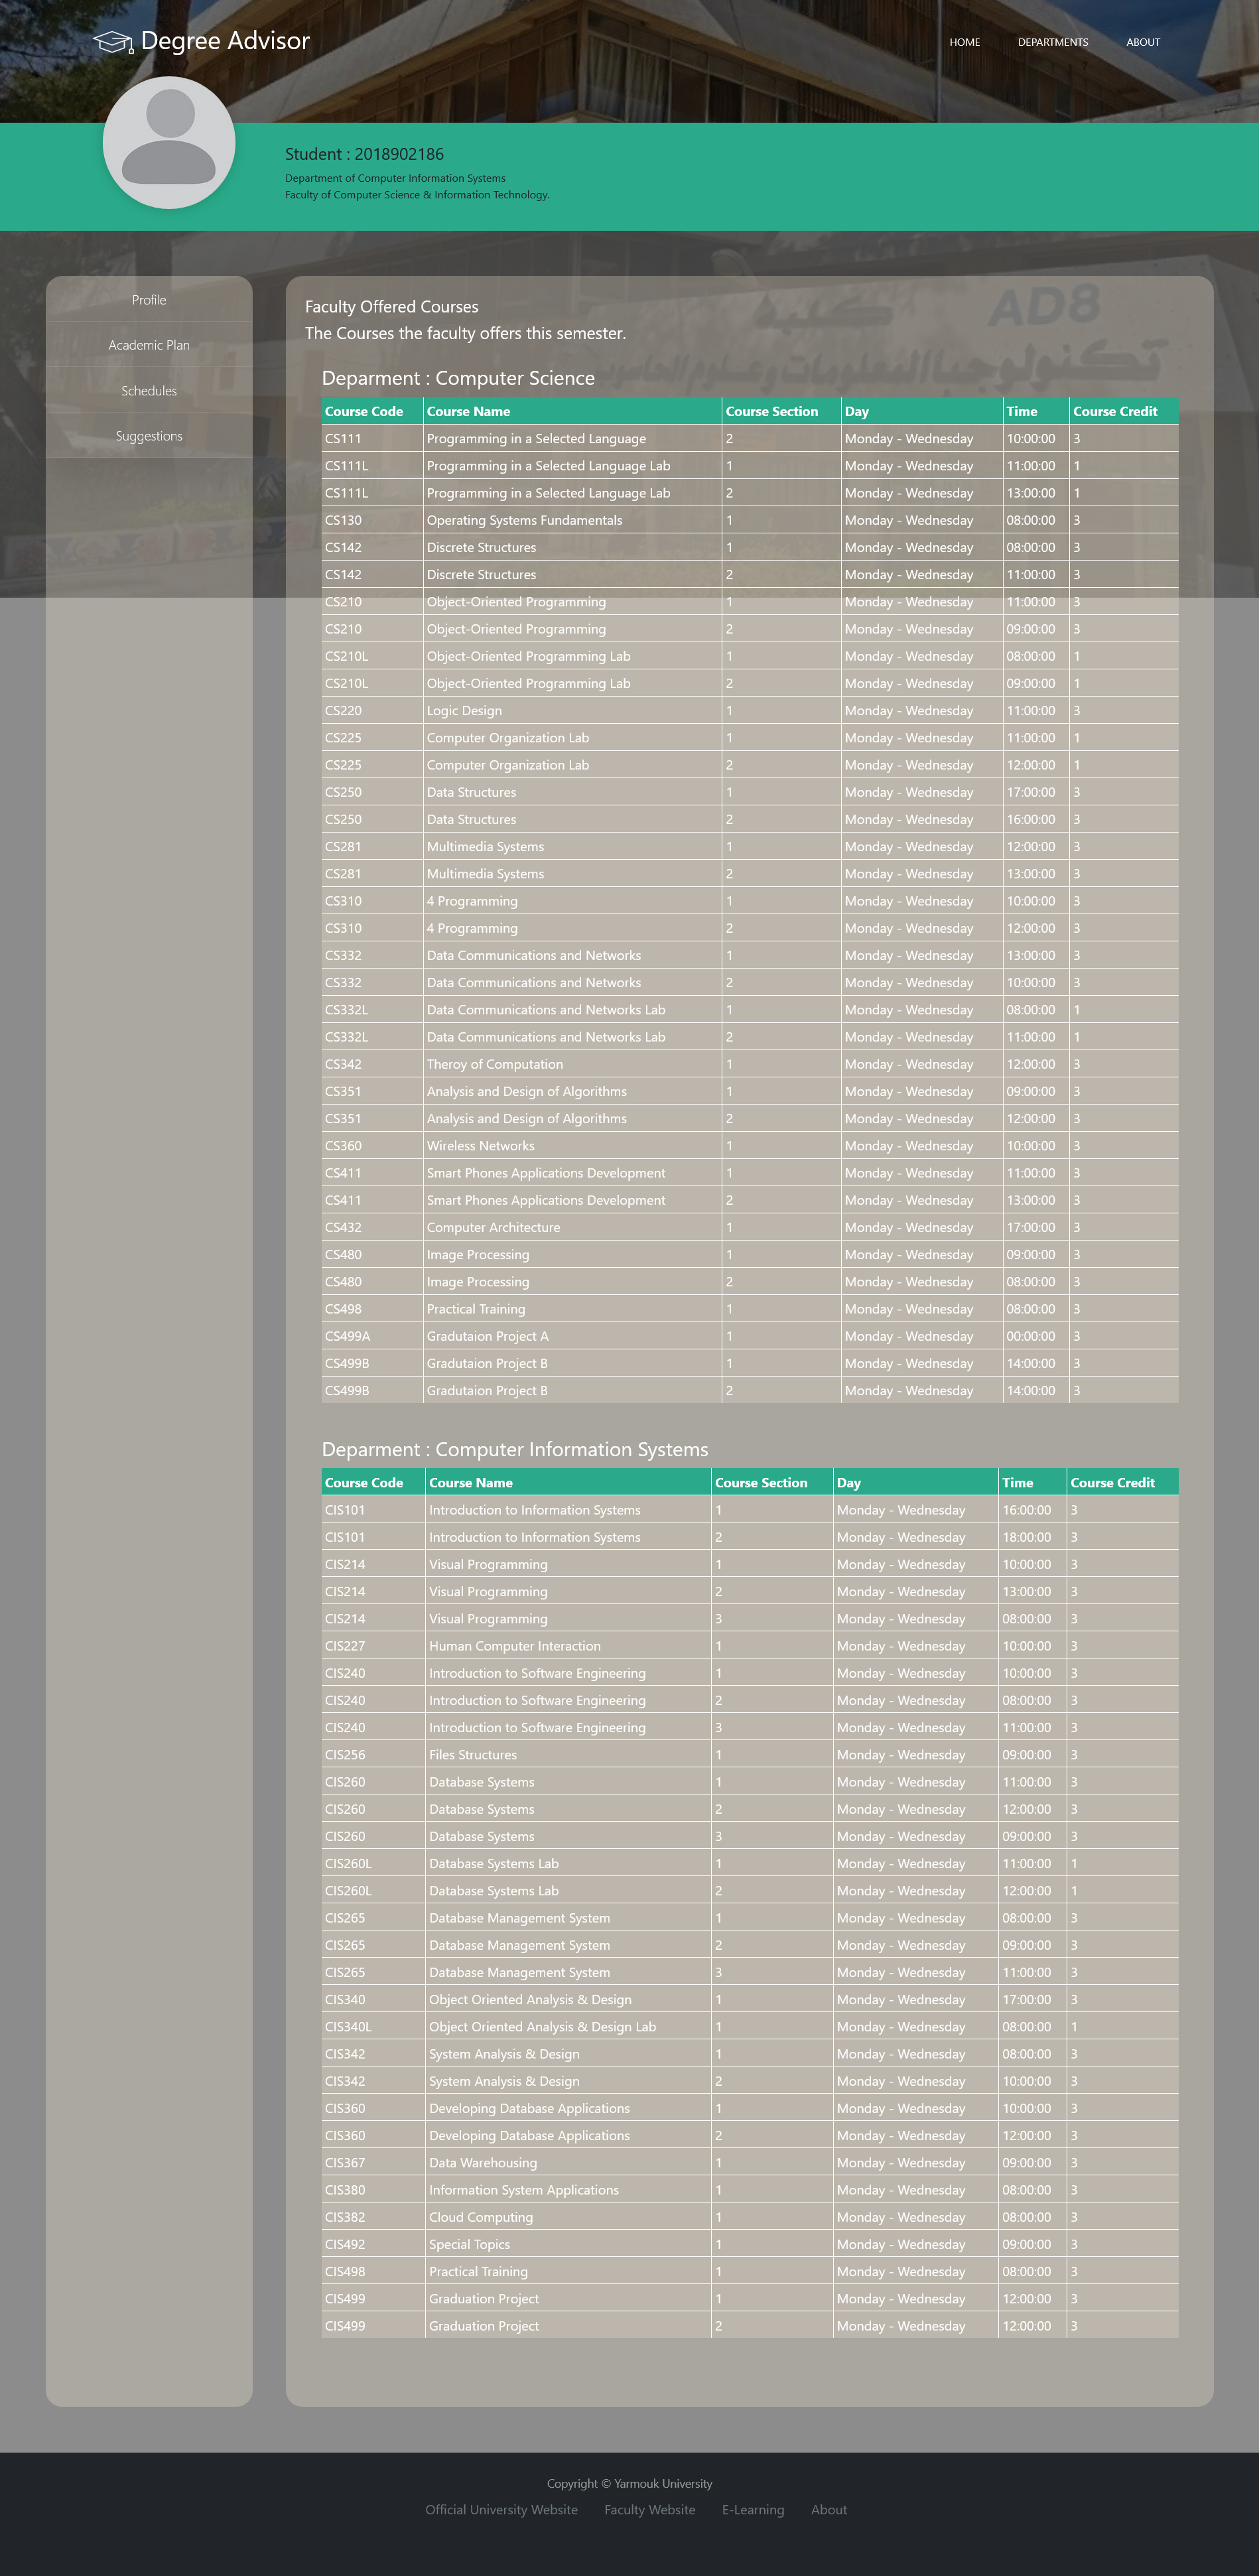 Degree Advisor
HOME DEPARTMENTS ABOUT
Student : 2018902186
Department of Computer Information Systems
Faculty of Computer Science & Information Technology.
Profile
Academic Plan
Schedules
Suggestions
AD8
Faculty Offered Courses
The Courses the faculty offers this semester.
Deparment : Computer Science
Course Code Course Name Course Section Day Time Course Credit
CS111 Programming in a Selected Language 2 Monday - Wednesday 10:00:00 3
CS111L Programming in a Selected Language Lab 1 Monday - Wednesday 11:00:00 1
CS111L Programming in a Selected Language Lab 2 Monday - Wednesday 13:00:00 1
CS130 Operating Systems Fundamentals 1 Monday - Wednesday 08:00:00 3
CS142 Discrete Structures 1 Monday - Wednesday 08:00:00 3
CS142 Discrete Structures 2 Monday - Wednesday 11:00:00 3
CS210 Object-Oriented Programming 1 Monday - Wednesday 11:00:00 3
CS210 Object-Oriented Programming 2 Monday - Wednesday 09:00:00 3
CS210L Object-Oriented Programming Lab 1 Monday - Wednesday 08:00:00 1
CS210L Object-Oriented Programming Lab 2 Monday - Wednesday 09:00:00 1
CS220 Logic Design 1 Monday - Wednesday 11:00:00 3
CS225 Computer Organization Lab 1 Monday - Wednesday 11:00:00 1
CS225 Computer Organization Lab 2 Monday - Wednesday 12:00:00 1
CS250 Data Structures 1 Monday - Wednesday 17:00:00 3
CS250 Data Structures 2 Monday - Wednesday 16:00:00 3
CS281 Multimedia Systems 1 Monday - Wednesday 12:00:00 3
CS281 Multimedia Systems 2 Monday - Wednesday 13:00:00 3
CS310 4 Programming 1 Monday - Wednesday 10:00:00 3
CS310 4 Programming 2 Monday - Wednesday 12:00:00 3
CS332 Data Communications and Networks 1 Monday - Wednesday 13:00:00 3
CS332 Data Communications and Networks 2 Monday - Wednesday 10:00:00 3
CS332L Data Communications and Networks Lab 1 Monday - Wednesday 08:00:00 1
CS332L Data Communications and Networks Lab 2 Monday - Wednesday 11:00:00 1
CS342 Theroy of Computation 1 Monday - Wednesday 12:00:00 3
CS351 Analysis and Design of Algorithms 1 Monday - Wednesday 09:00:00 3
CS351 Analysis and Design of Algorithms 2 Monday - Wednesday 12:00:00 3
CS360 Wireless Networks 1 Monday - Wednesday 10:00:00 3
CS411 Smart Phones Applications Development 1 Monday - Wednesday 11:00:00 3
CS411 Smart Phones Applications Development 2 Monday - Wednesday 13:00:00 3
CS432 Computer Architecture 1 Monday - Wednesday 17:00:00 3
CS480 Image Processing 1 Monday - Wednesday 09:00:00 3
CS480 Image Processing 2 Monday - Wednesday 08:00:00 3
CS498 Practical Training 1 Monday - Wednesday 08:00:00 3
CS499A Gradutaion Project A 1 Monday - Wednesday 00:00:00 3
CS499B Gradutaion Project B 1 Monday - Wednesday 14:00:00 3
CS499B Gradutaion Project B 2 Monday - Wednesday 14:00:00 3
Deparment : Computer Information Systems
Course Code Course Name Course Section Day Time Course Credit
CIS101 Introduction to Information Systems 1 Monday - Wednesday 16:00:00 3
CIS101 Introduction to Information Systems 2 Monday - Wednesday 18:00:00 3
CIS214 Visual Programming 1 Monday - Wednesday 10:00:00 3
CIS214 Visual Programming 2 Monday - Wednesday 13:00:00 3
CIS214 Visual Programming 3 Monday - Wednesday 08:00:00 3
CIS227 Human Computer Interaction 1 Monday - Wednesday 10:00:00 3
CIS240 Introduction to Software Engineering 1 Monday - Wednesday 10:00:00 3
CIS240 Introduction to Software Engineering 2 Monday - Wednesday 08:00:00 3
CIS240 Introduction to Software Engineering 3 Monday - Wednesday 11:00:00 3
CIS256 Files Structures 1 Monday - Wednesday 09:00:00 3
CIS260 Database Systems 1 Monday - Wednesday 11:00:00 3
CIS260 Database Systems 2 Monday - Wednesday 12:00:00 3
CIS260 Database Systems 3 Monday - Wednesday 09:00:00 3
CIS260L Database Systems Lab 1 Monday - Wednesday 11:00:00 1
CIS260L Database Systems Lab 2 Monday - Wednesday 12:00:00 1
CIS265 Database Management System 1 Monday - Wednesday 08:00:00 3
CIS265 Database Management System 2 Monday - Wednesday 09:00:00 3
CIS265 Database Management System 3 Monday - Wednesday 11:00:00 3
CIS340 Object Oriented Analysis & Design 1 Monday - Wednesday 17:00:00 3
CIS340L Object Oriented Analysis & Design Lab 1 Monday - Wednesday 08:00:00 1
CIS342 System Analysis & Design 1 Monday - Wednesday 08:00:00 3
CIS342 System Analysis & Design 2 Monday - Wednesday 10:00:00 3
CIS360 Developing Database Applications 1 Monday - Wednesday 10:00:00 3
CIS360 Developing Database Applications 2 Monday - Wednesday 12:00:00 3
CIS367 Data Warehousing 1 Monday - Wednesday 09:00:00 3
CIS380 Information System Applications 1 Monday - Wednesday 08:00:00 3
CIS382 Cloud Computing 1 Monday - Wednesday 08:00:00 3
CIS492 Special Topics 1 Monday - Wednesday 09:00:00 3
CIS498 Practical Training 1 Monday - Wednesday 08:00:00 3
CIS499 Graduation Project 1 Monday - Wednesday 12:00:00 3
CIS499 Graduation Project 2 Monday - Wednesday 12:00:00 3
Copyright © Yarmouk University
Official University Website Faculty Website E-Learning About